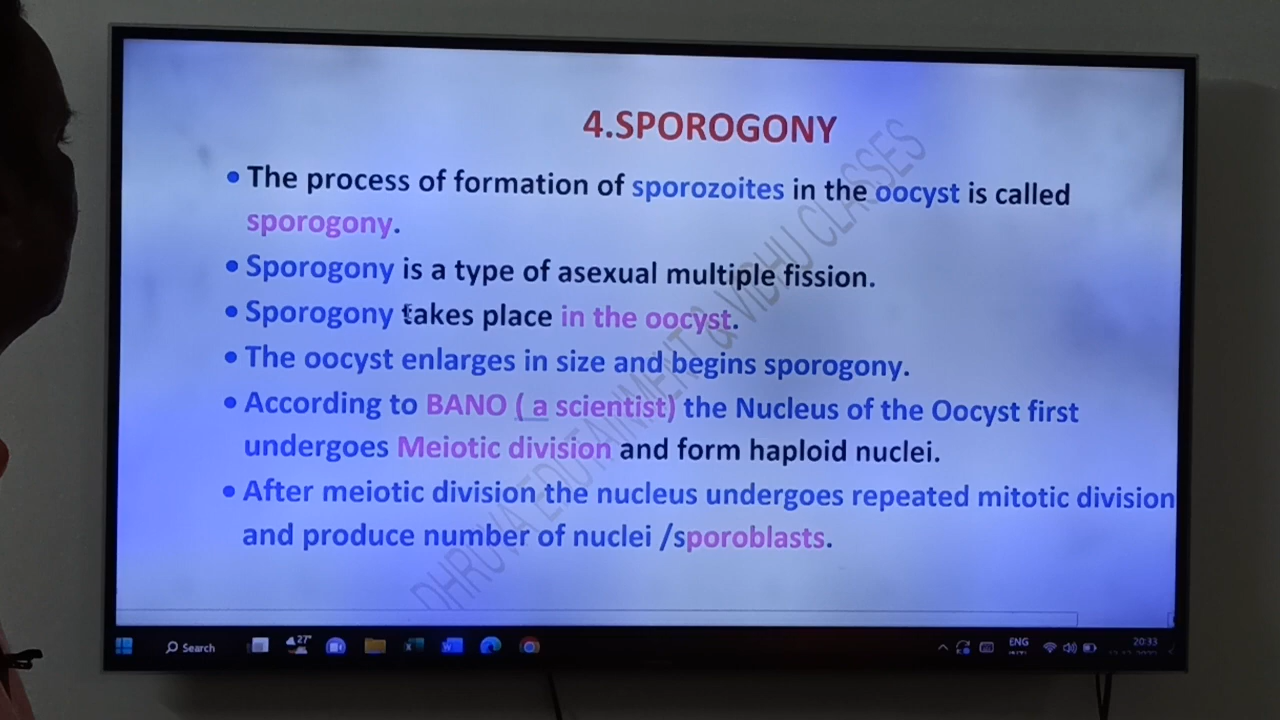 4.SPOROGONY
• The process of formation of sporozoites in the oocyst is called
sporogony.
• Sporogony is a type of asexual multiple fission.
• Sporogony takes place in the oocyst.
• The oocyst enlarges in size and begins sporogony.
• According to BANO ( a scientist) the Nucleus of the Oocyst first
undergoes Meiotic division and form haploid nuclei.
• After meiotic division the nucleus undergoes repeated mitotic division
and produce number of nuclei /sporoblasts.
DHRUVA EDUTAINMENT & VIBHU CLASSES
Search
27°
ENG
20:33